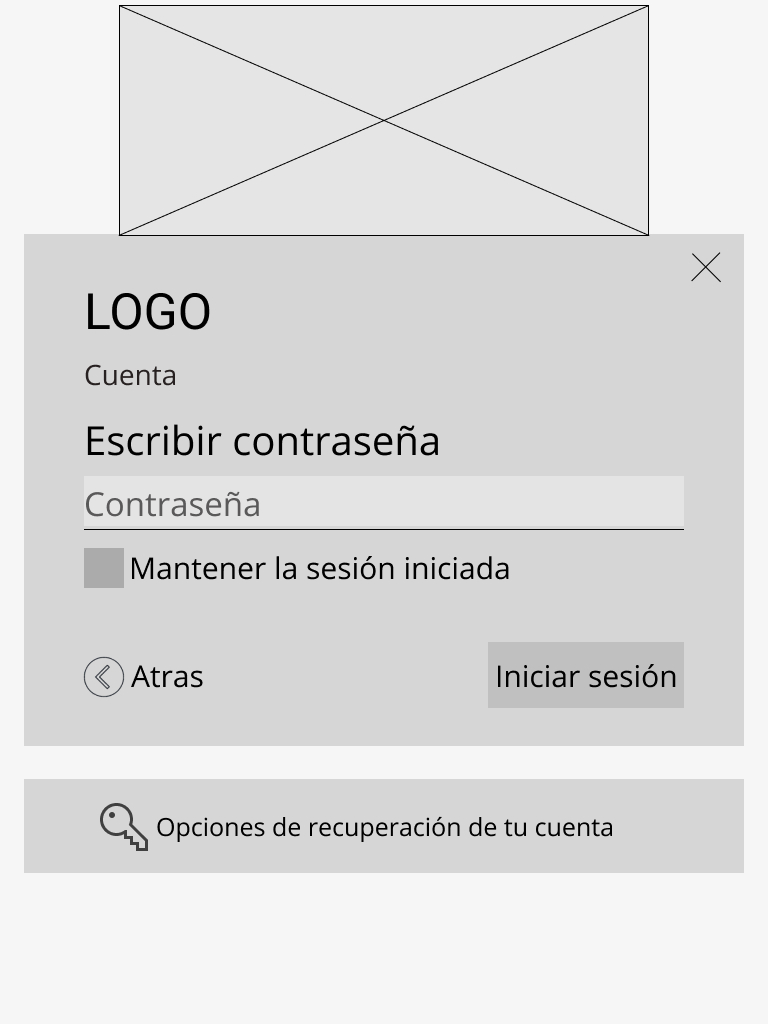 LOGO
Cuenta
Escribir contraseña
Contraseña
Mantener la sesión iniciada
Atras
Iniciar sesión
Opciones de recuperación de tu cuenta